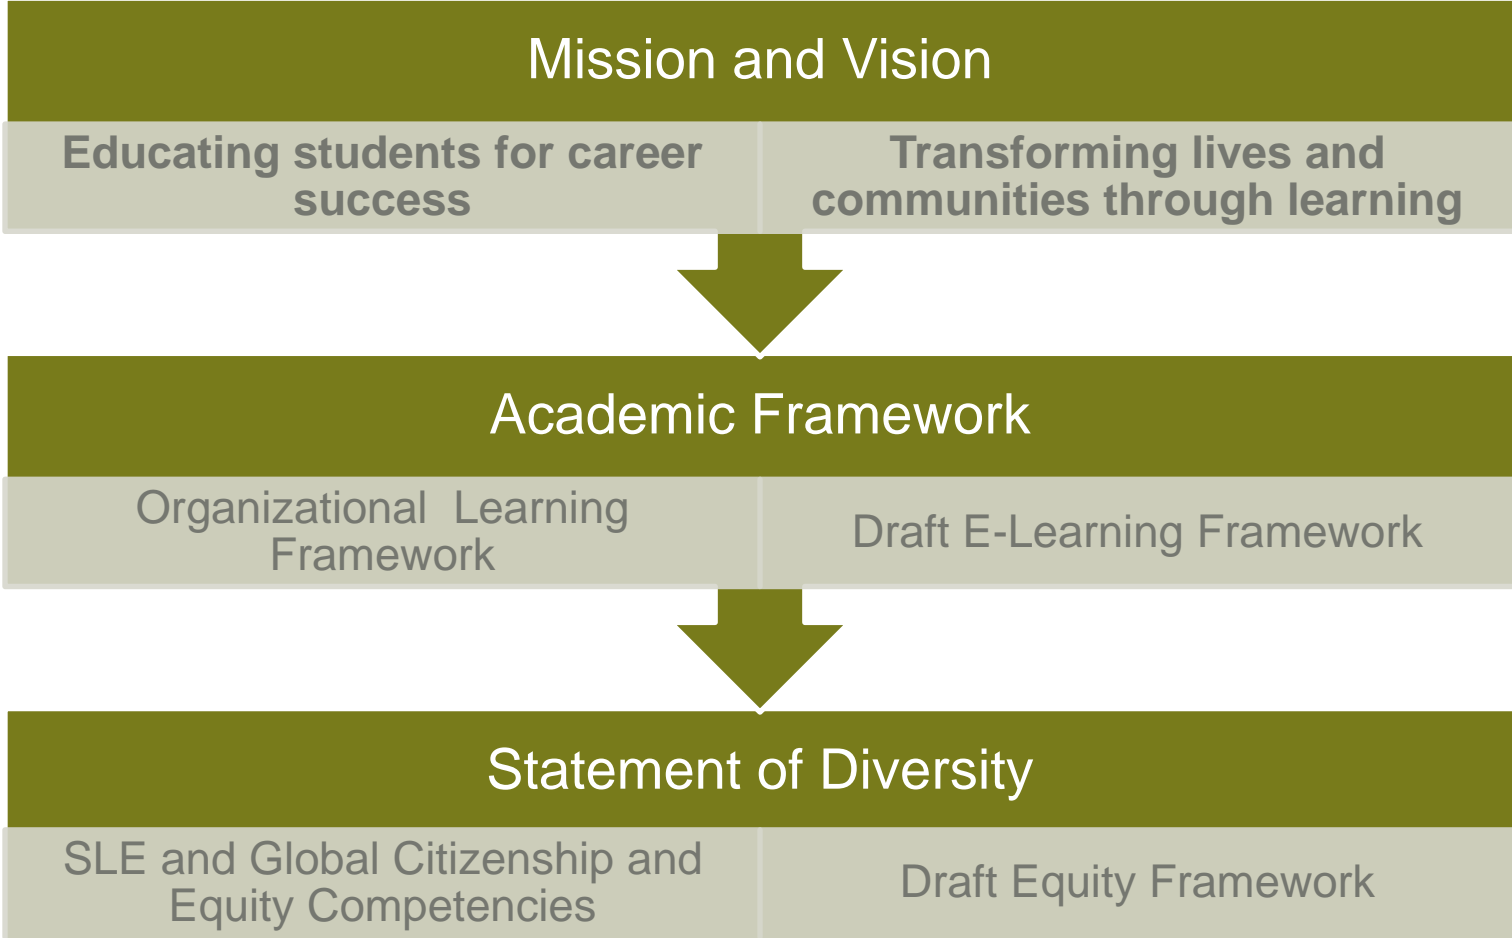 Mission and Vision
Educating students for career
success
Transforming lives and
communities through learning
Academic Framework
Organizational  Learning
Framework
Draft E-Learning Framework
Statement of Diversity
SLE and Global Citizenship and
Equity Competencies
Draft Equity Framework